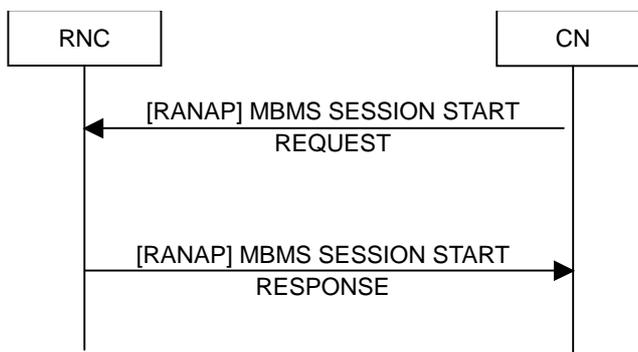 RNC
CN
[RANAP] MBMS SESSION START
REQUEST
[RANAP] MBMS SESSION START
RESPONSE